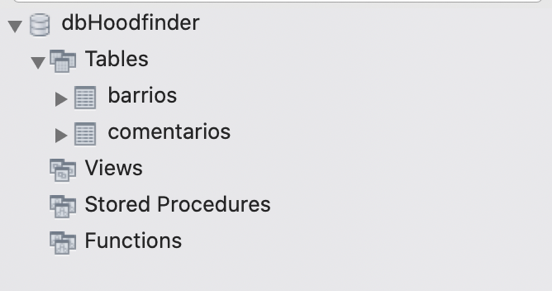 dbHoodfinder
Tables
barrios
comentarios
Views
Stored Procedures
Functions